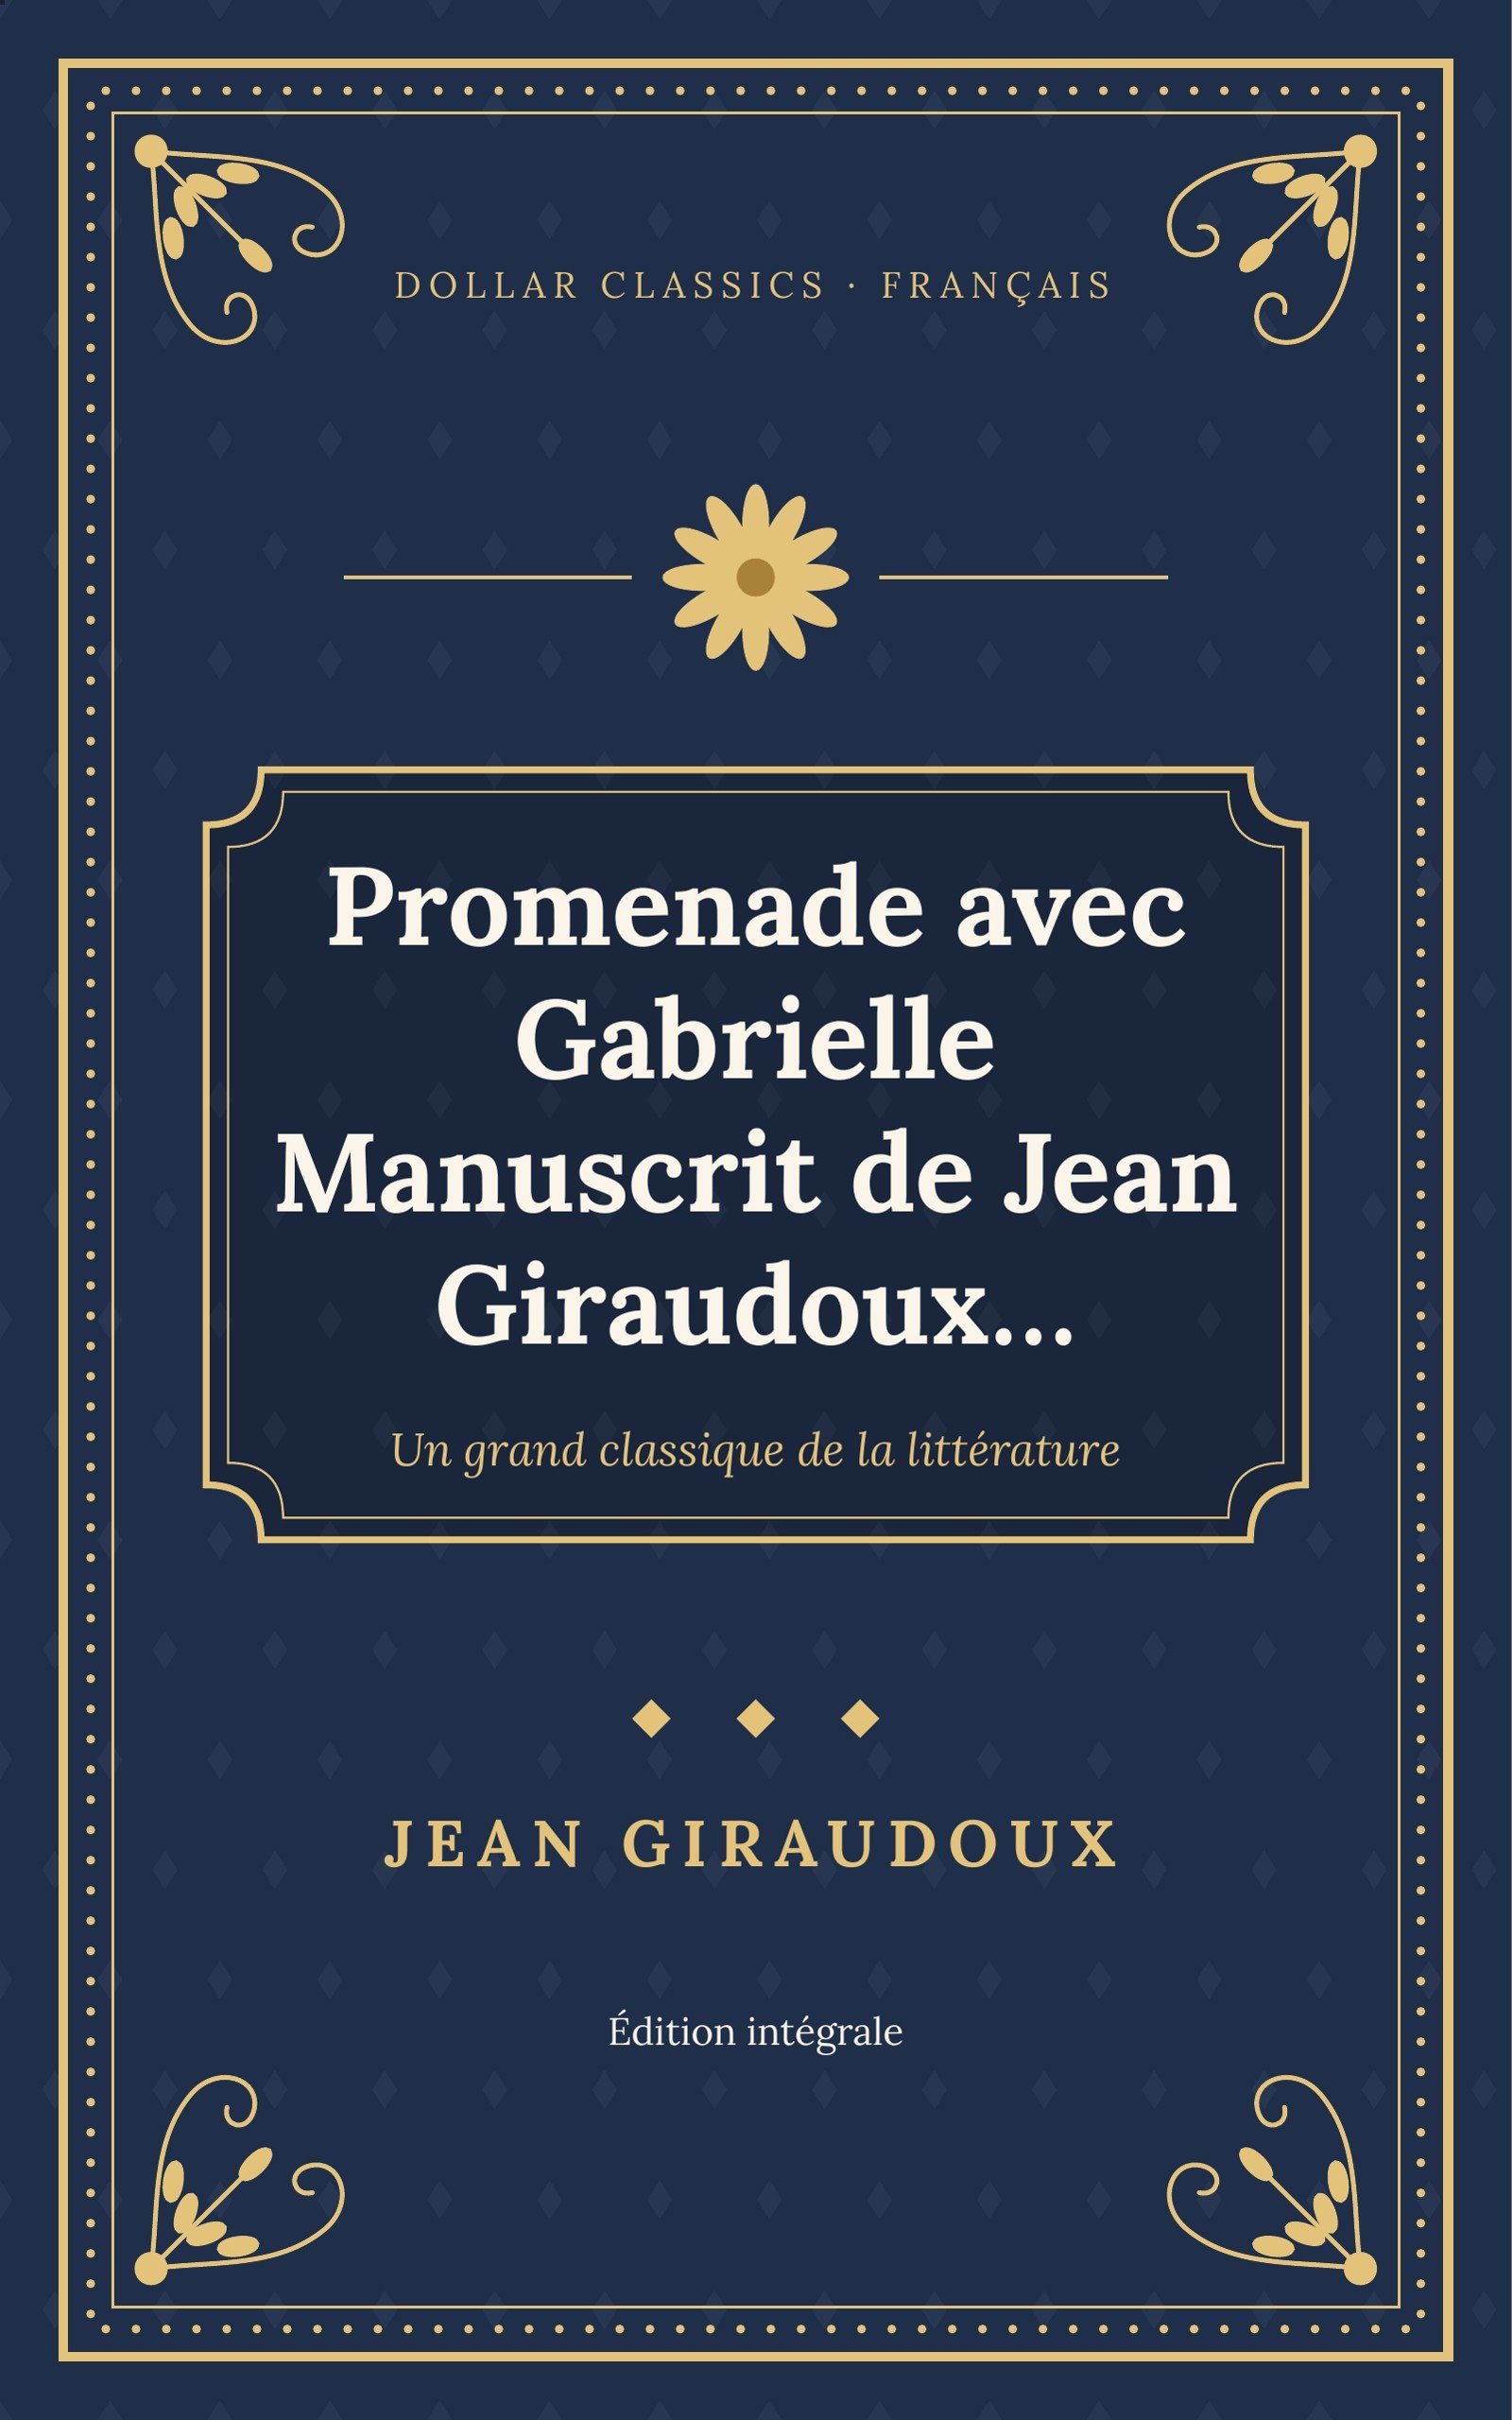 DOLLAR CLASSICS · FRANÇAIS
Promenade avec
Gabrielle
Manuscrit de Jean
Giraudoux...
Un grand classique de la littérature
JEAN GIRAUDOUX
Édition intégrale